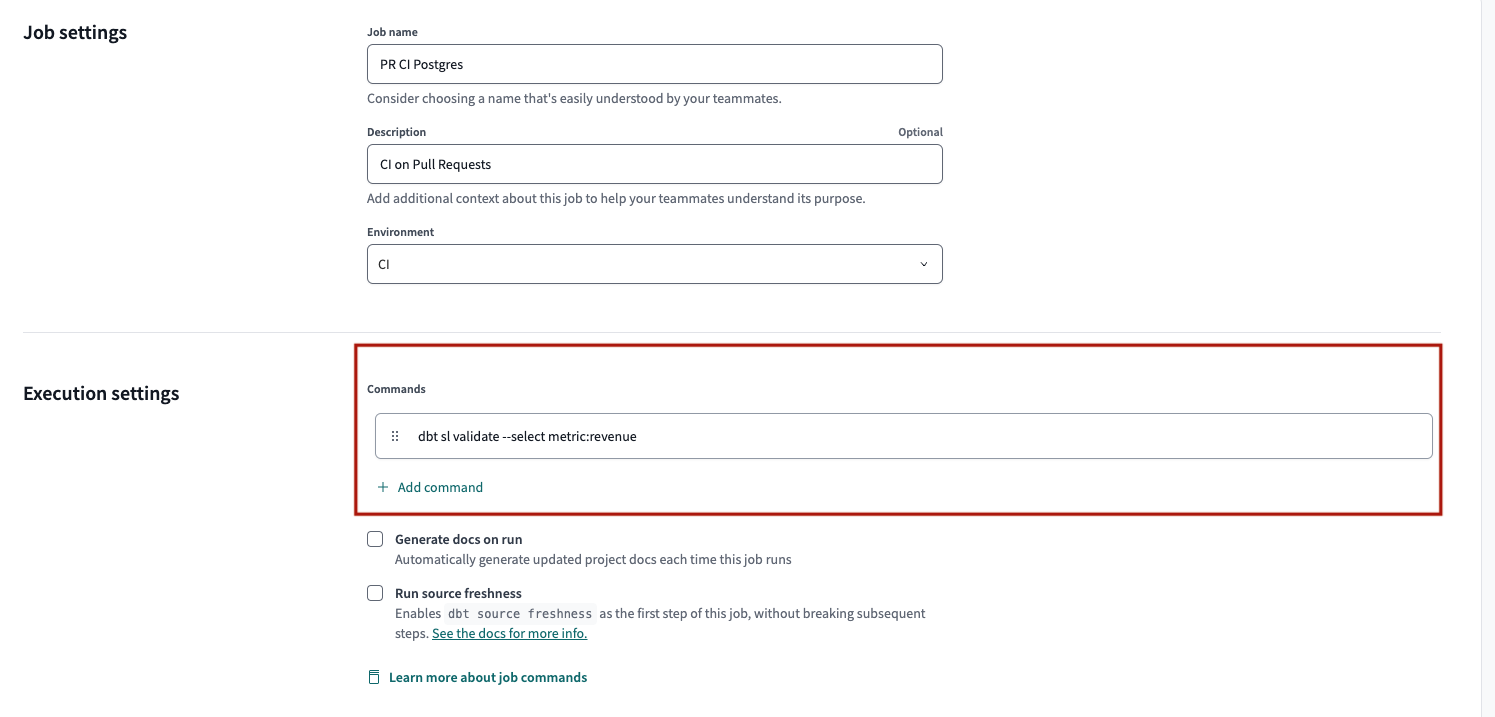 Job settings
Job name
PR CI Postgres
Consider choosing a name that's easily understood by your teammates.
Description
Optional
CI on Pull Requests
Add additional context about this job to help your teammates understand its purpose.
Environment
CI
Execution settings
Commands
dbt sl validate --select metric:revenue
Add command
Generate docs on run
Automatically generate updated project docs each time this job runs
Run source freshness
Enables dbt source freshness as the first step of this job, without breaking subsequent
steps. See the docs for more info.
Learn more about job commands